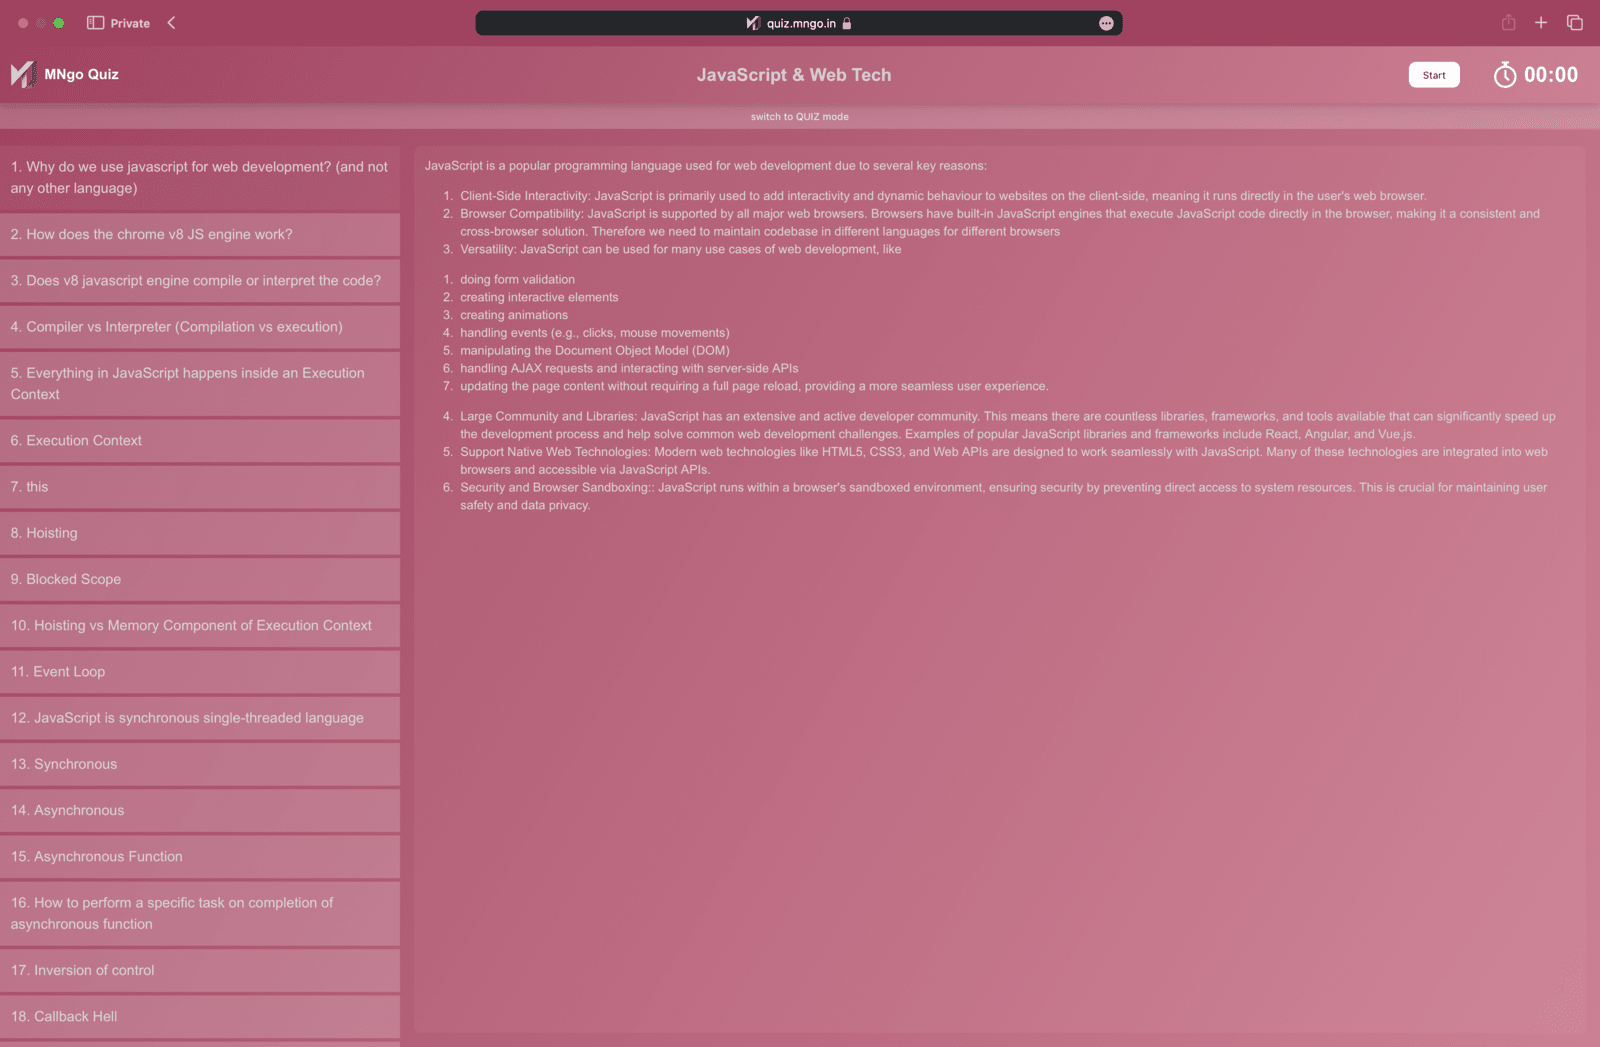 Private
quiz.mngo.in
MNgo Quiz
JavaScript & Web Tech
Start
00:00
switch to QUIZ mode
1. Why do we use javascript for web development? (and not
any other language)
2. How does the chrome v8 JS engine work?
3. Does v8 javascript engine compile or interpret the code?
4. Compiler vs Interpreter (Compilation vs execution)
5. Everything in JavaScript happens inside an Execution
Context
6. Execution Context
7. this
8. Hoisting
9. Blocked Scope
10. Hoisting vs Memory Component of Execution Context
11. Event Loop
12. JavaScript is synchronous single-threaded language
13. Synchronous
14. Asynchronous
15. Asynchronous Function
16. How to perform a specific task on completion of
asynchronous function
17. Inversion of control
18. Callback Hell
JavaScript is a popular programming language used for web development due to several key reasons:
1. Client-Side Interactivity: JavaScript is primarily used to add interactivity and dynamic behaviour to websites on the client-side, meaning it runs directly in the user's web browser.
2. Browser Compatibility: JavaScript is supported by all major web browsers. Browsers have built-in JavaScript engines that execute JavaScript code directly in the browser, making it a consistent and
cross-browser solution. Therefore we need to maintain codebase in different languages for different browsers
3. Versatility: JavaScript can be used for many use cases of web development, like
1. doing form validation
2. creating interactive elements
3. creating animations
4. handling events (e.g., clicks, mouse movements)
5. manipulating the Document Object Model (DOM)
6. handling AJAX requests and interacting with server-side APIs
7. updating the page content without requiring a full page reload, providing a more seamless user experience.
4. Large Community and Libraries: JavaScript has an extensive and active developer community. This means there are countless libraries, frameworks, and tools available that can significantly speed up
the development process and help solve common web development challenges. Examples of popular JavaScript libraries and frameworks include React, Angular, and Vue.js.
5. Support Native Web Technologies: Modern web technologies like HTML5, CSS3, and Web APIs are designed to work seamlessly with JavaScript. Many of these technologies are integrated into web
browsers and accessible via JavaScript APIs.
6. Security and Browser Sandboxing:: JavaScript runs within a browser's sandboxed environment, ensuring security by preventing direct access to system resources. This is crucial for maintaining user
safety and data privacy.